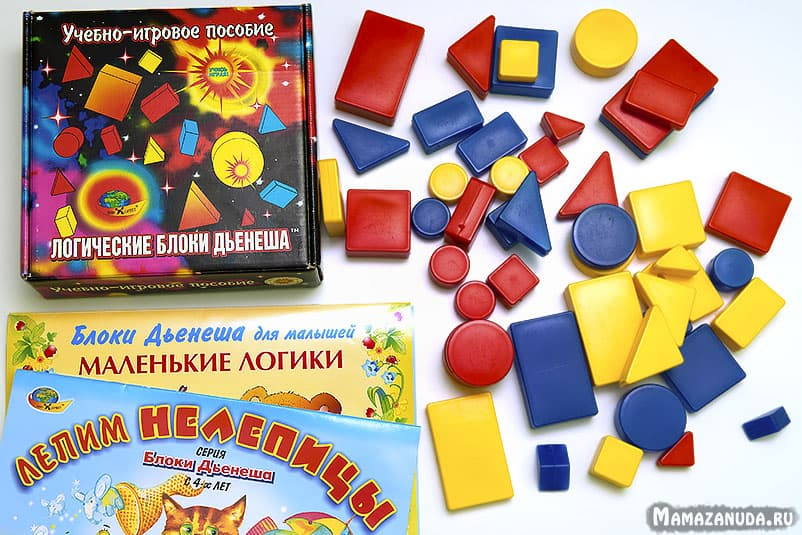 Учебно-игровое пособие
ЛОГИЧЕСКИЕ БЛОКИ ДЬЕНЕША™
Учебно-игровое пособие
Блоки Дьенеша для малышей
МАЛЕНЬКИЕ ЛОГИКИ
ЛЕПИМ НЕЛЕПИЦЫ
СЕРИЯ
Блоки Дьенеша
с 4-х лет
MAMAZANUDA.RU